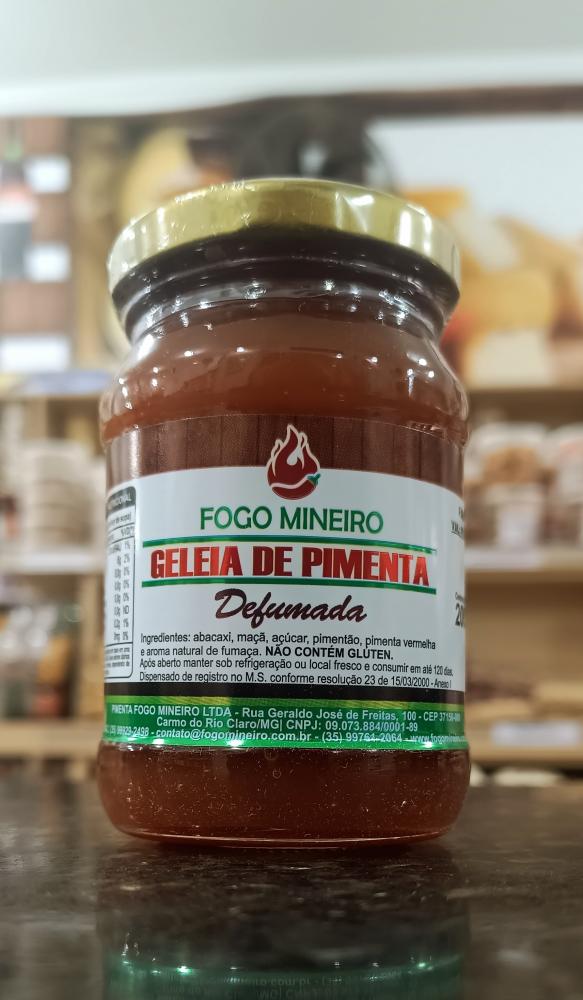 FOGO MINEIRO
GELEIA DE PIMENTA
Defumada
Ingredientes: abacaxi, maçã, açúcar, pimentão, pimenta vermelha
e aroma natural de fumaça. NÃO CONTÉM GLÚTEN.
Após aberto manter sob refrigeração ou local fresco e consumir em até 120 dias.
Dispensado de registro no M.S. conforme resolução 23 de 15/03/2000 - Anexo I
PIMENTA FOGO MINEIRO LTDA - Rua Geraldo José de Freitas, 100 - CEP
Carmo do Rio Claro/MG| CNPJ: 09.073.884/0001-89
contato@fogomineiro.com.br - (35) 99761-2064 -